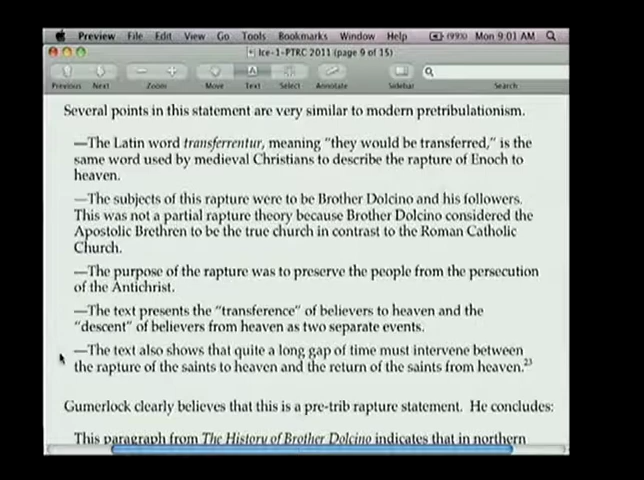 Preview File Edit View Go Tools Bookmarks Window Help Mon 9:01 AM
Ice-1-PTRC 2011 (page 9 of 15)
Previous Next Zoom Move Text Select Annotate Sidebar Search
Several points in this statement are very similar to modern pretribulationism.
—The Latin word transferrentur, meaning "they would be transferred," is the
same word used by medieval Christians to describe the rapture of Enoch to
heaven.
—The subjects of this rapture were to be Brother Dolcino and his followers.
This was not a partial rapture theory because Brother Dolcino considered the
Apostolic Brethren to be the true church in contrast to the Roman Catholic
Church.
—The purpose of the rapture was to preserve the people from the persecution
of the Antichrist.
—The text presents the "transference" of believers to heaven and the
"descent" of believers from heaven as two separate events.
—The text also shows that quite a long gap of time must intervene between
the rapture of the saints to heaven and the return of the saints from heaven.23
Gumerlock clearly believes that this is a pre-trib rapture statement. He concludes:
This paragraph from The History of Brother Dolcino indicates that in northern